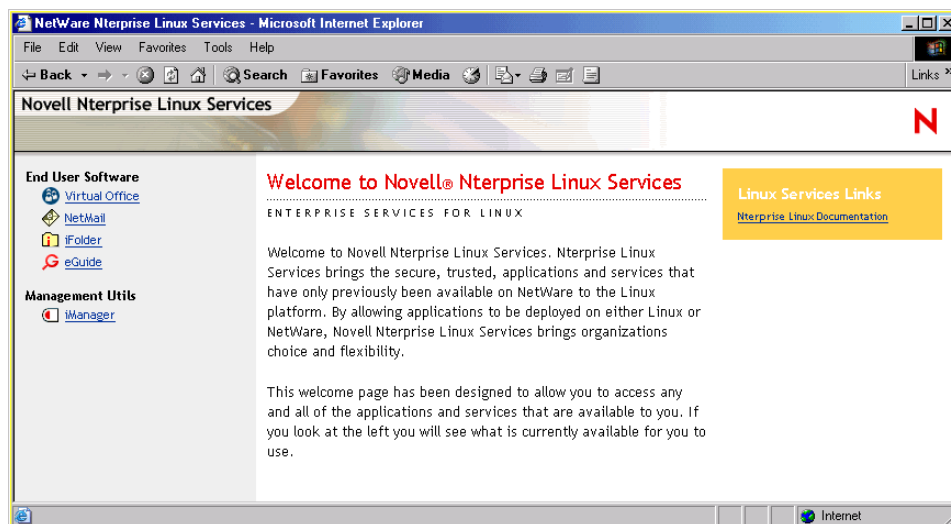 NetWare Nterprise Linux Services - Microsoft Internet Explorer
File Edit View Favorites Tools Help
Back Search Favorites Media Links »
Novell Nterprise Linux Services
N
End User Software
Virtual Office
NetMail
iFolder
eGuide
Management Utils
iManager
Welcome to Novell® Nterprise Linux Services
ENTERPRISE SERVICES FOR LINUX
Welcome to Novell Nterprise Linux Services. Nterprise Linux
Services brings the secure, trusted, applications and services that
have only previously been available on NetWare to the Linux
platform. By allowing applications to be deployed on either Linux or
NetWare, Novell Nterprise Linux Services brings organizations
choice and flexibility.
This welcome page has been designed to allow you to access any
and all of the applications and services that are available to you. If
you look at the left you will see what is currently available for you to
use.
Linux Services Links
Nterprise Linux Documentation
Internet